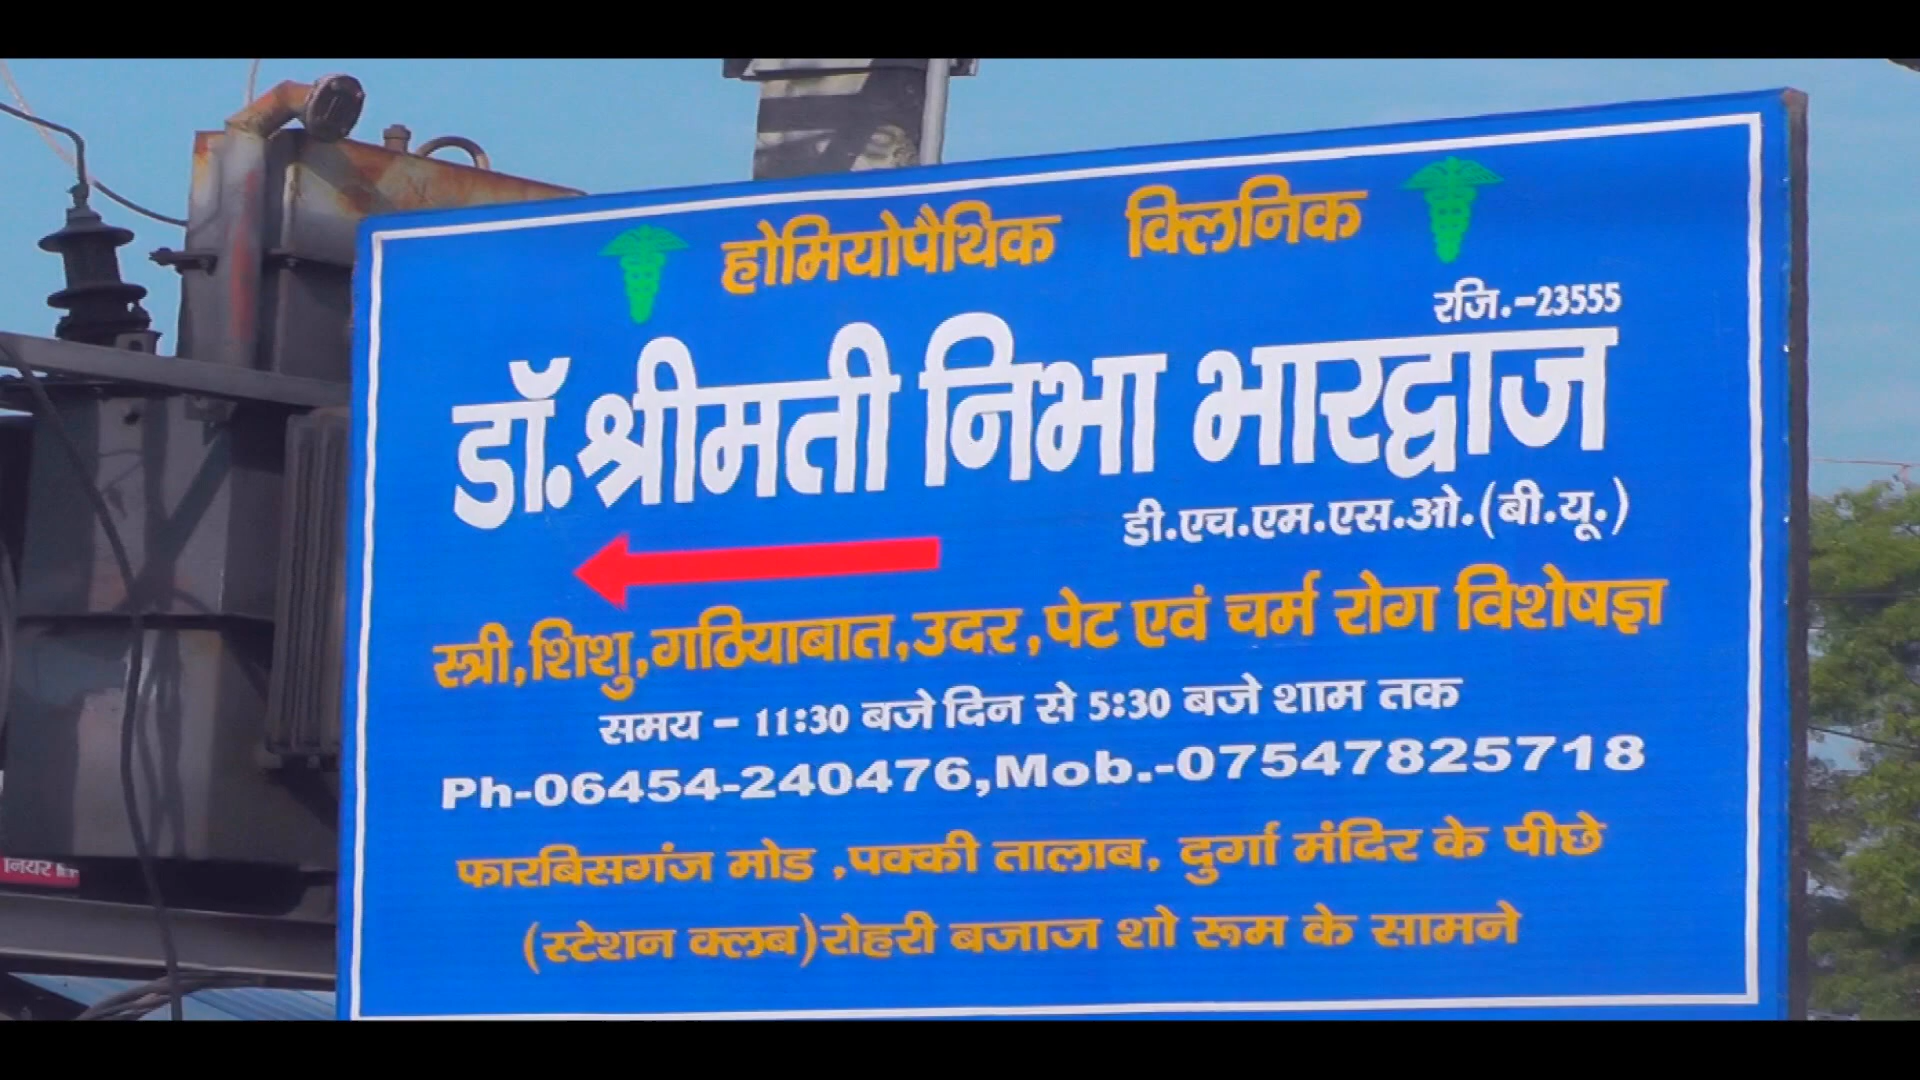 होमियोपैथिक क्लिनिक
रजि.-23555
डॉ.श्रीमती निभा भारद्वाज
डी.एच.एम.एस.ओ.(बी.यू.)
स्त्री,शिशु,गठियाबात,उदर,पेट एवं चर्म रोग विशेषज्ञ
समय - 11:30 बजे दिन से 5:30 बजे शाम तक
Ph-06454-240476,Mob.-07547825718
फारबिसगंज मोड ,पक्की तालाब, दुर्गा मंदिर के पीछे
(स्टेशन क्लब)रोहरी बजाज शो रूम के सामने
नियर